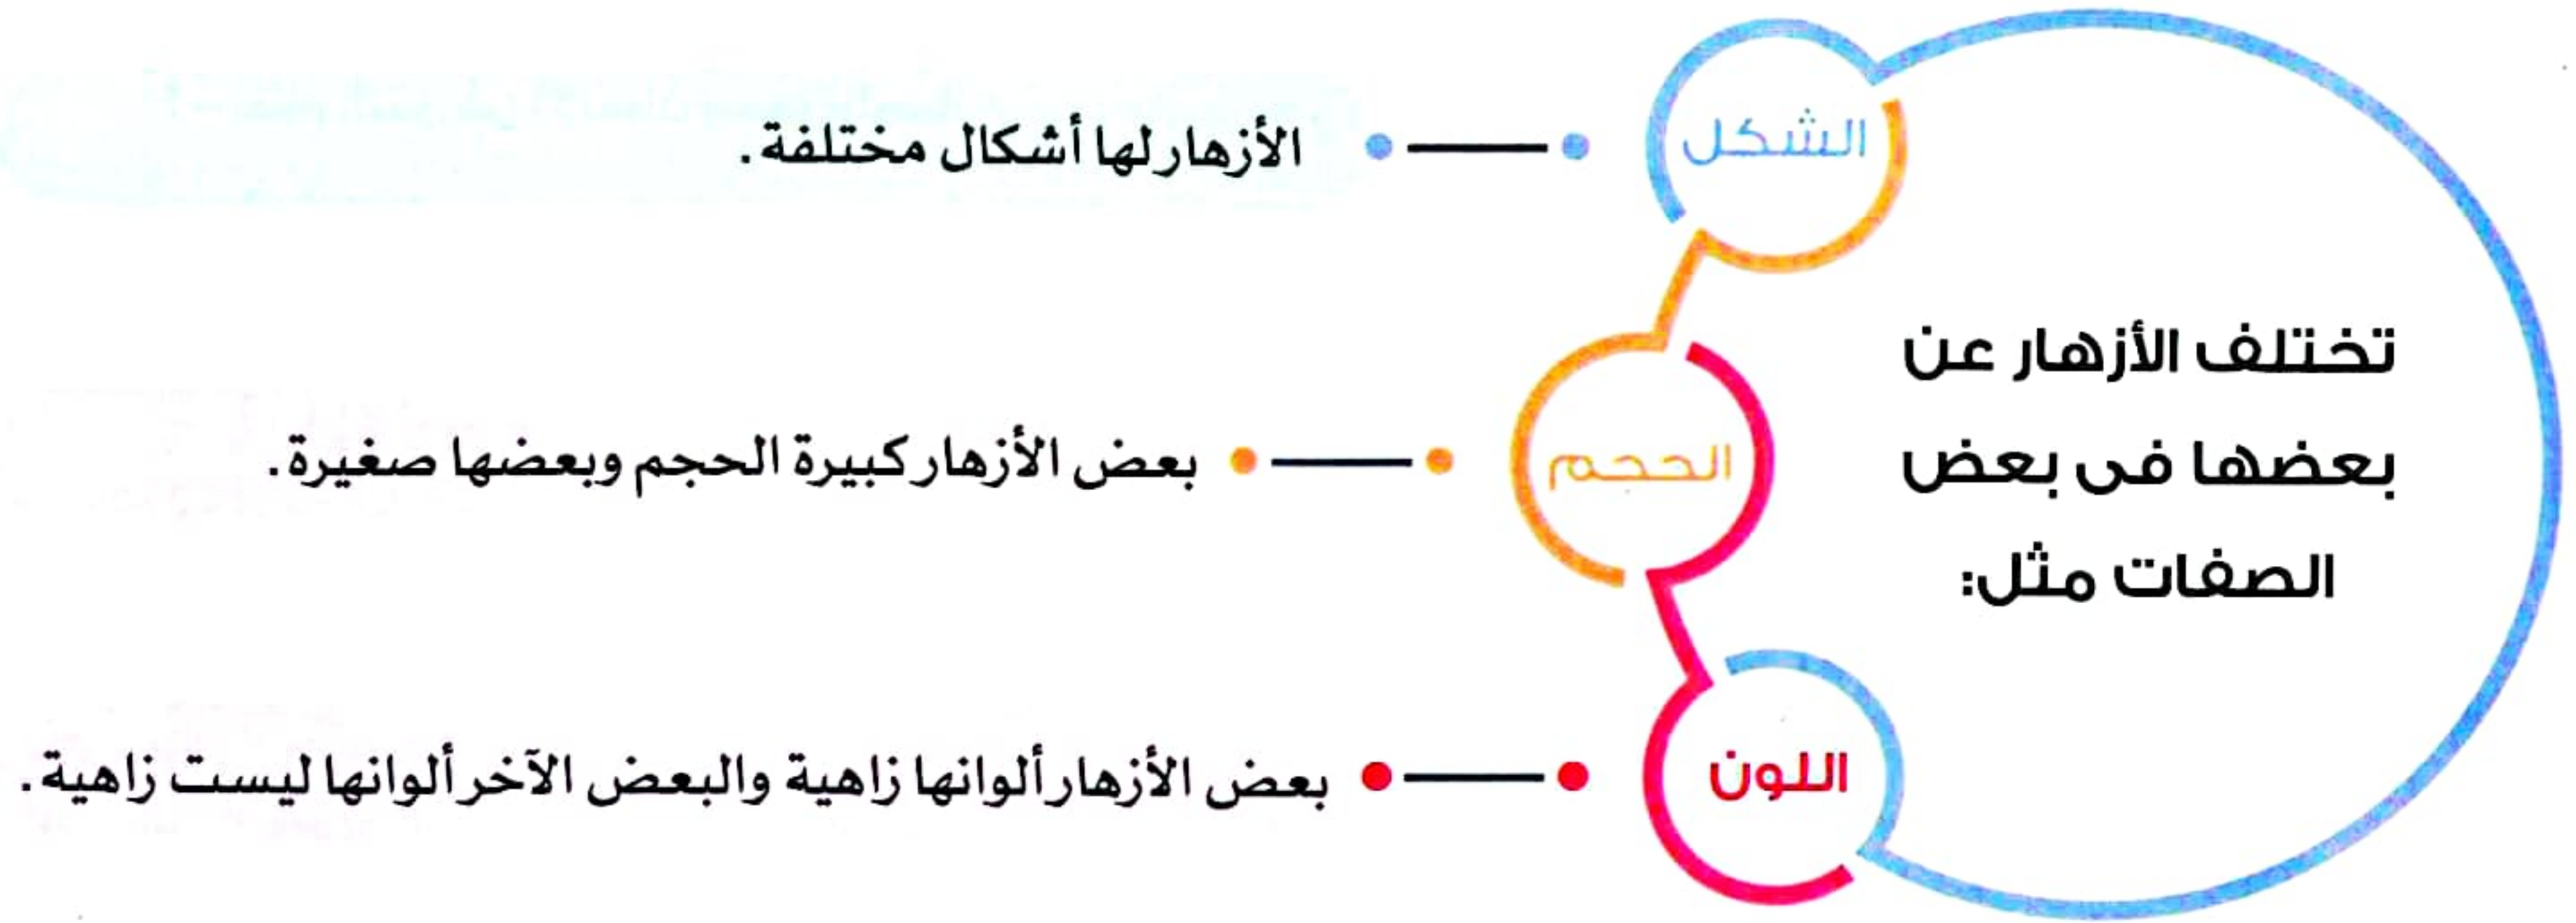 تختلف الأزهار عن
بعضها فى بعض
الصفات مثل:
الشكل
الأزهار لها أشكال مختلفة.
الحجم
بعض الأزهار كبيرة الحجم وبعضها صغيرة.
اللون
بعض الأزهار ألوانها زاهية والبعض الآخر ألوانها ليست زاهية.